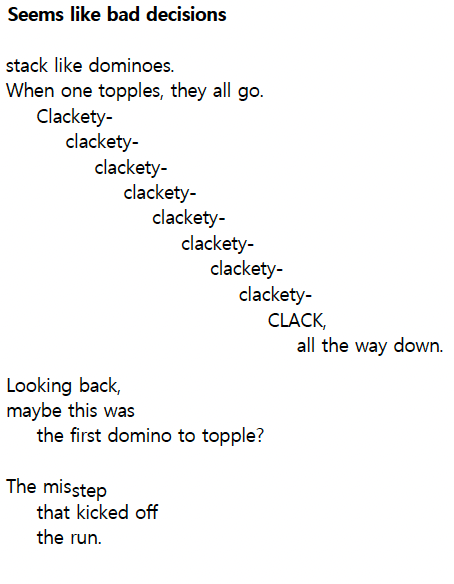 Seems like bad decisions
stack like dominoes.
When one topples, they all go.
Clackety-
clackety-
clackety-
clackety-
clackety-
clackety-
clackety-
clackety-
CLACK,
all the way down.
Looking back,
maybe this was
the first domino to topple?
The misstep
that kicked off
the run.